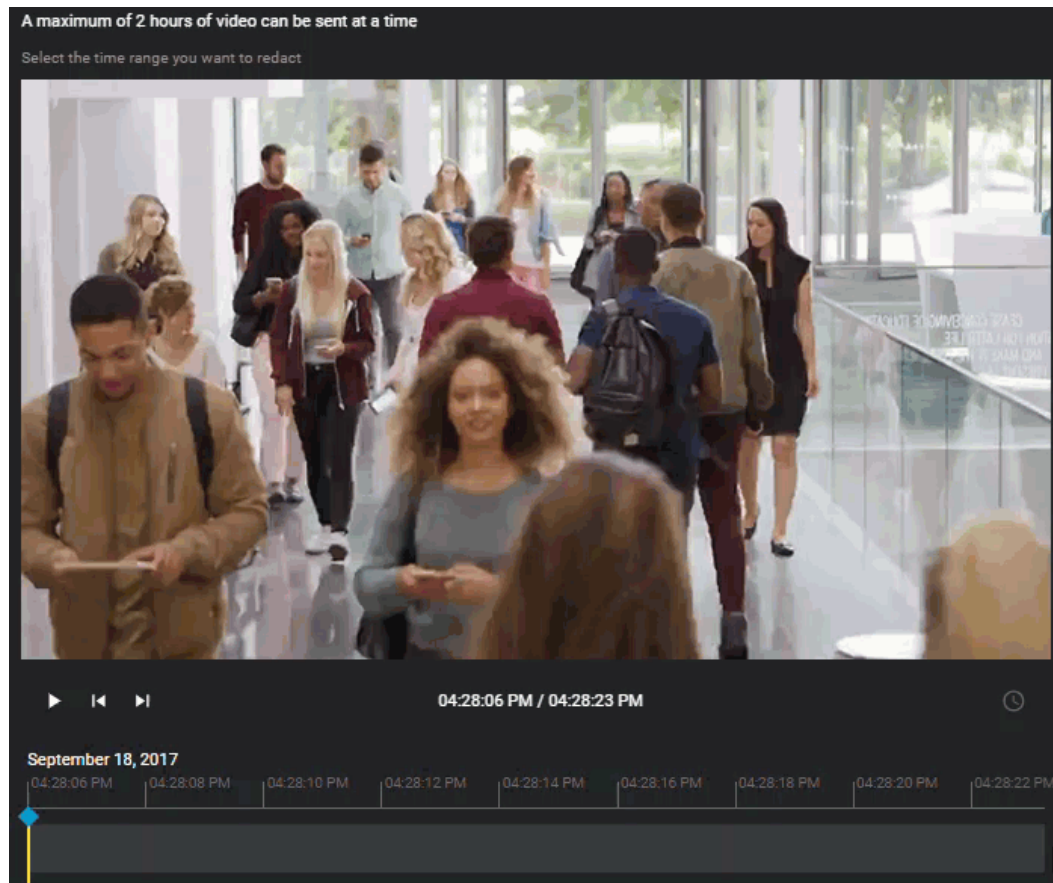 A maximum of 2 hours of video can be sent at a time
Select the time range you want to redact
04:28:06 PM / 04:28:23 PM
September 18, 2017
04:28:06 PM 04:28:08 PM 04:28:10 PM 04:28:12 PM 04:28:14 PM 04:28:16 PM 04:28:18 PM 04:28:20 PM 04:28:22 PM